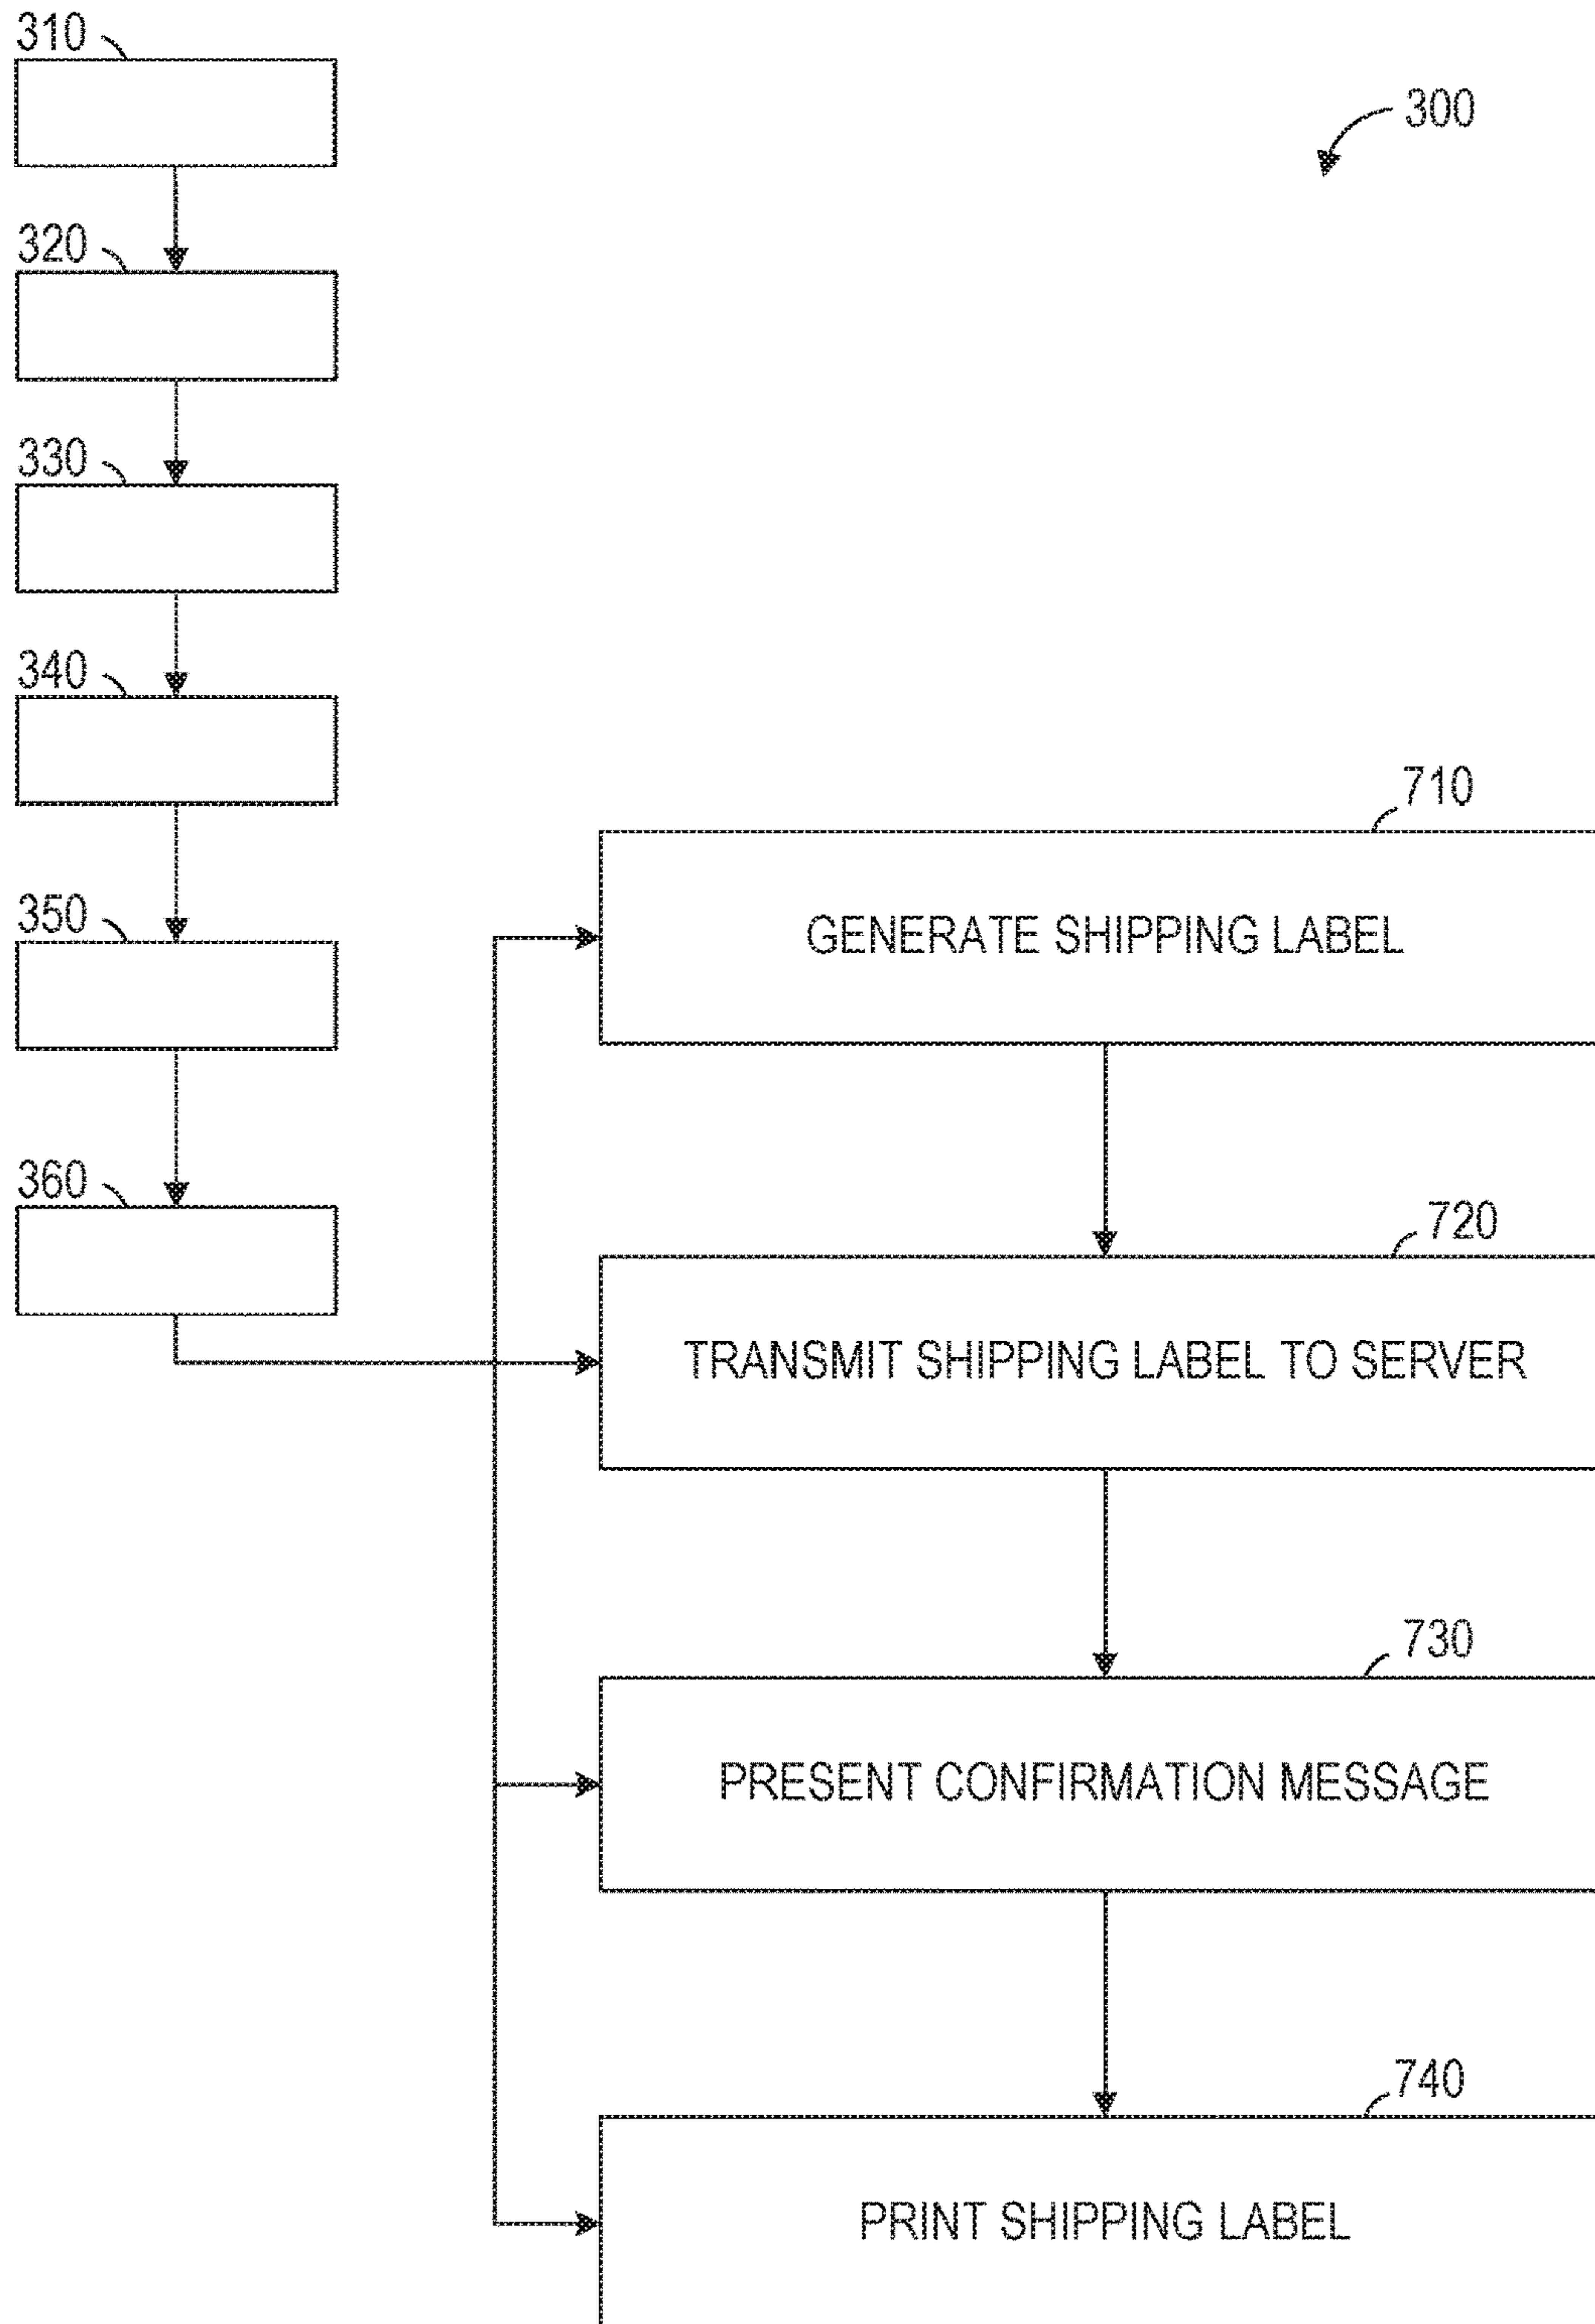 310
300
320
330
340
710
GENERATE SHIPPING LABEL
350
360
720
TRANSMIT SHIPPING LABEL TO SERVER
730
PRESENT CONFIRMATION MESSAGE
740
PRINT SHIPPING LABEL